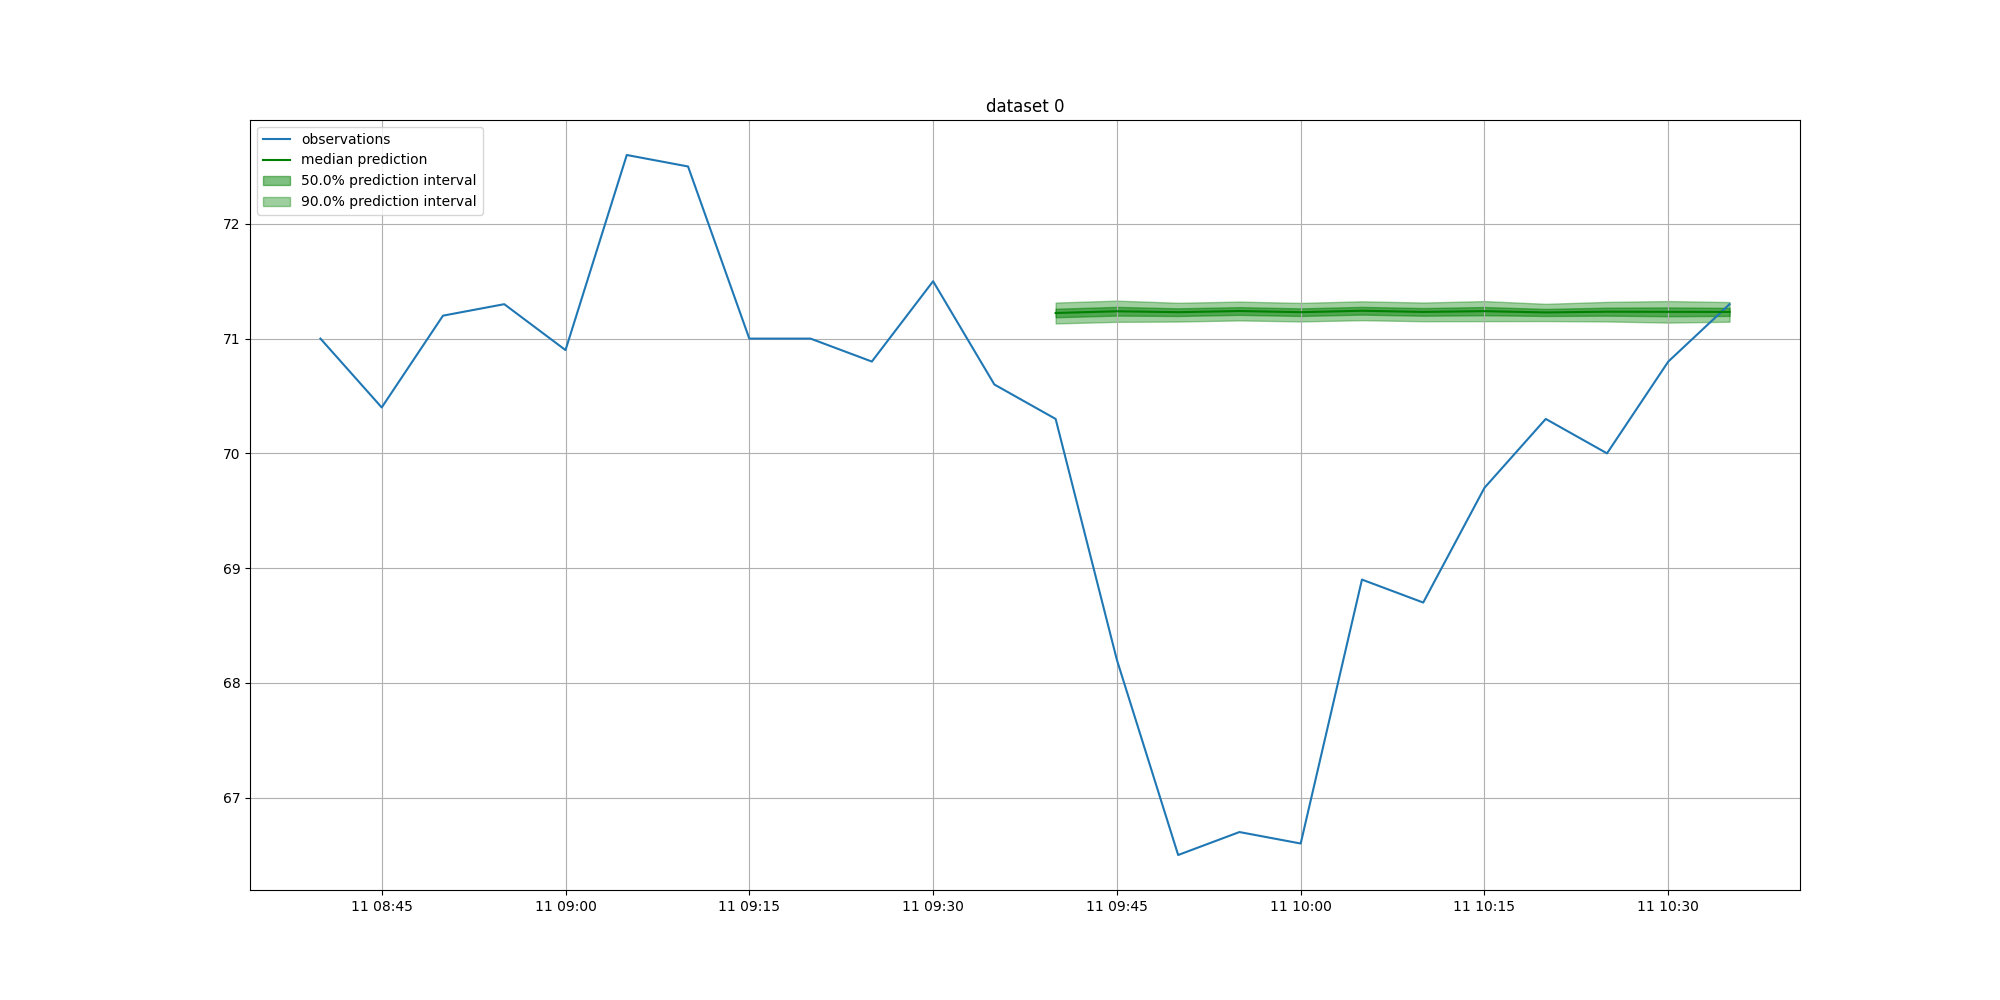 dataset 0
observations
median prediction
50.0% prediction interval
90.0% prediction interval
72
71
70
69
68
67
11 08:45
11 09:00
11 09:15
11 09:30
11 09:45
11 10:00
11 10:15
11 10:30